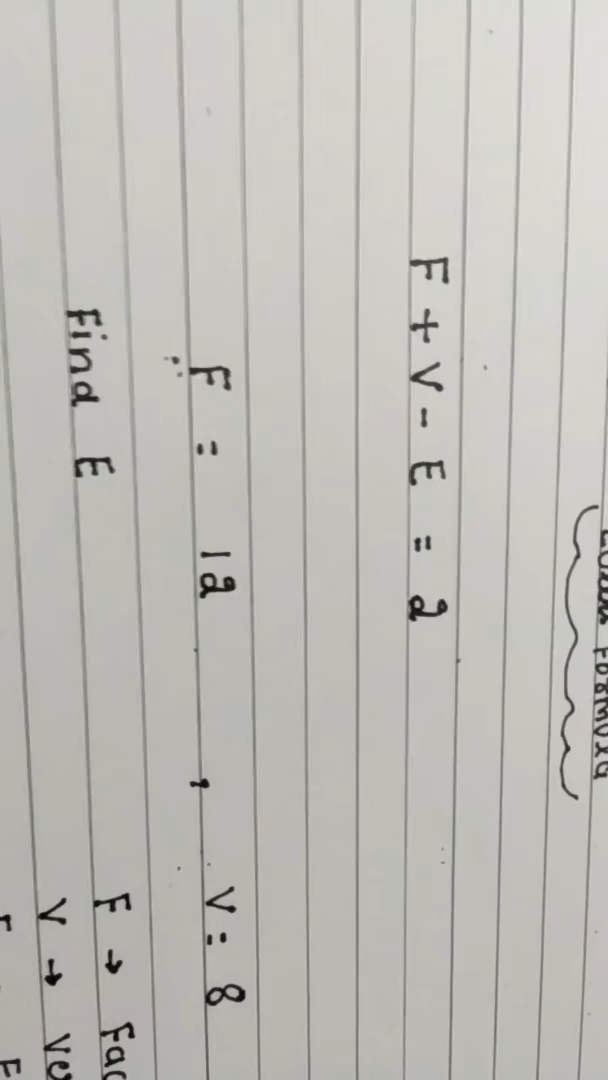 Formula
F + V - E = 2
F = 12 , V = 8
Find E
F → Fac
V → Ve